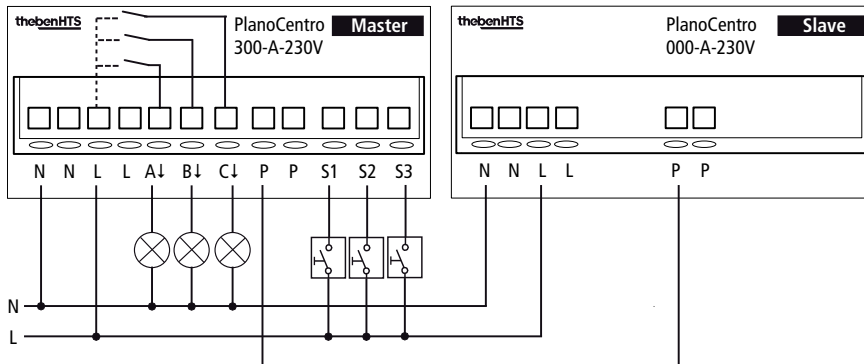 thebenHTS
PlanoCentro Master
300-A-230V
N N L L A↓ B↓ C↓ P P S1 S2 S3
thebenHTS
PlanoCentro Slave
000-A-230V
N N L L P P
N
L